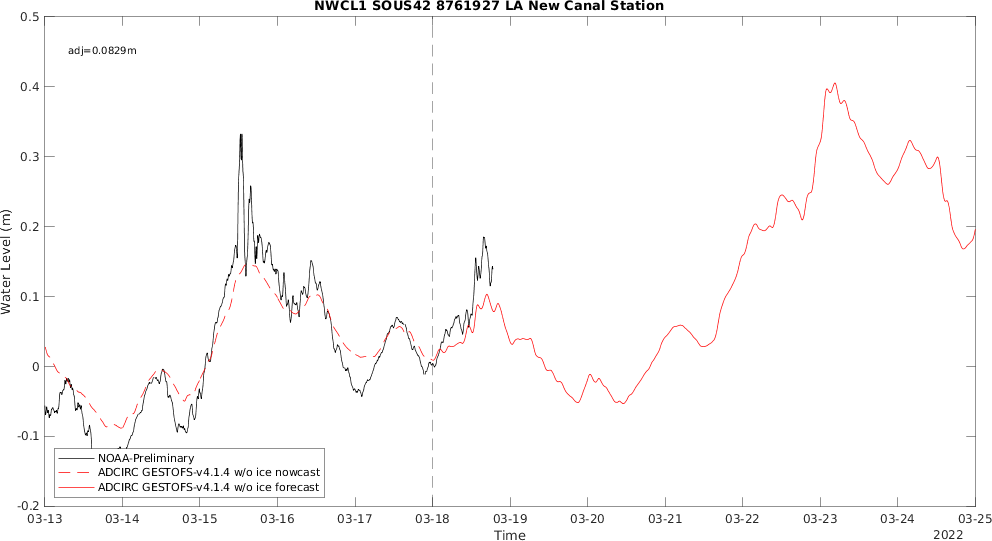 NWCL1 SOUS42 8761927 LA New Canal Station
adj=0.0829m
Water Level (m)
0.5
0.4
0.3
0.2
0.1
0
-0.1
-0.2
NOAA-Preliminary
ADCIRC GESTOFS-v4.1.4 w/o ice nowcast
ADCIRC GESTOFS-v4.1.4 w/o ice forecast
03-13 03-14 03-15 03-16 03-17 03-18 03-19 03-20 03-21 03-22 03-23 03-24 03-25
Time
2022